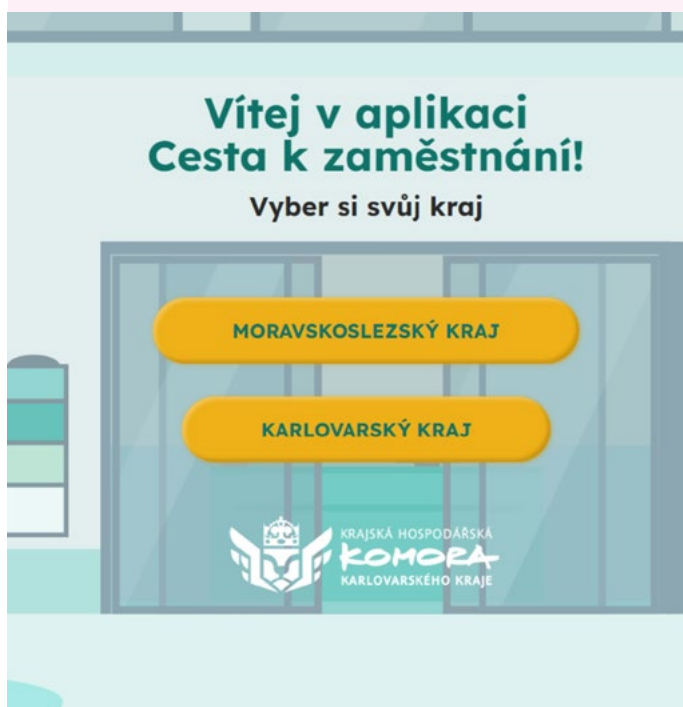 Vítej v aplikaci
Cesta k zaměstnání!
Vyber si svůj kraj
MORAVSKOSLEZSKÝ KRAJ
KARLOVARSKÝ KRAJ
KRAJSKÁ HOSPODÁŘSKÁ
KOMORA
KARLOVARSKÉHO KRAJE